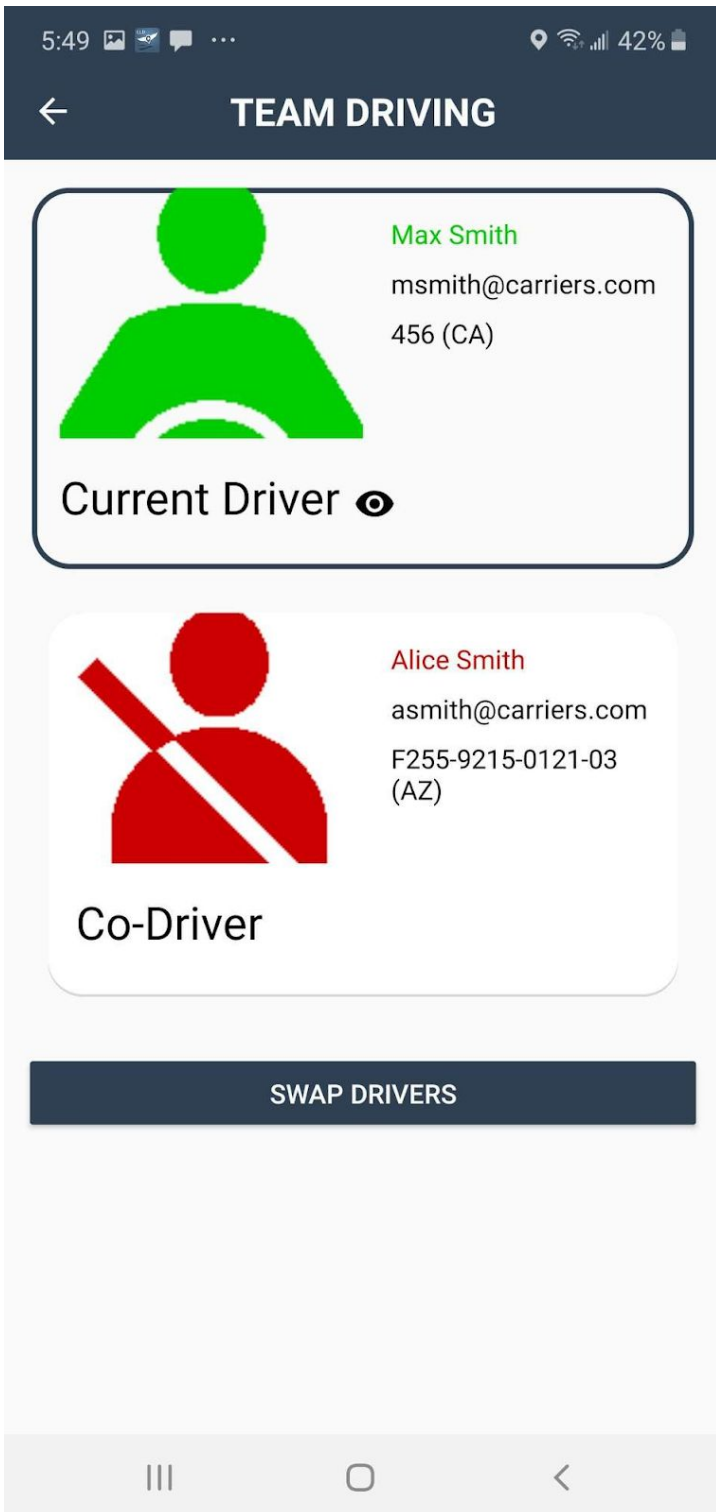 5:49
42%
TEAM DRIVING
Max Smith
msmith@carriers.com
456 (CA)
Current Driver
Alice Smith
asmith@carriers.com
F255-9215-0121-03
(AZ)
Co-Driver
SWAP DRIVERS